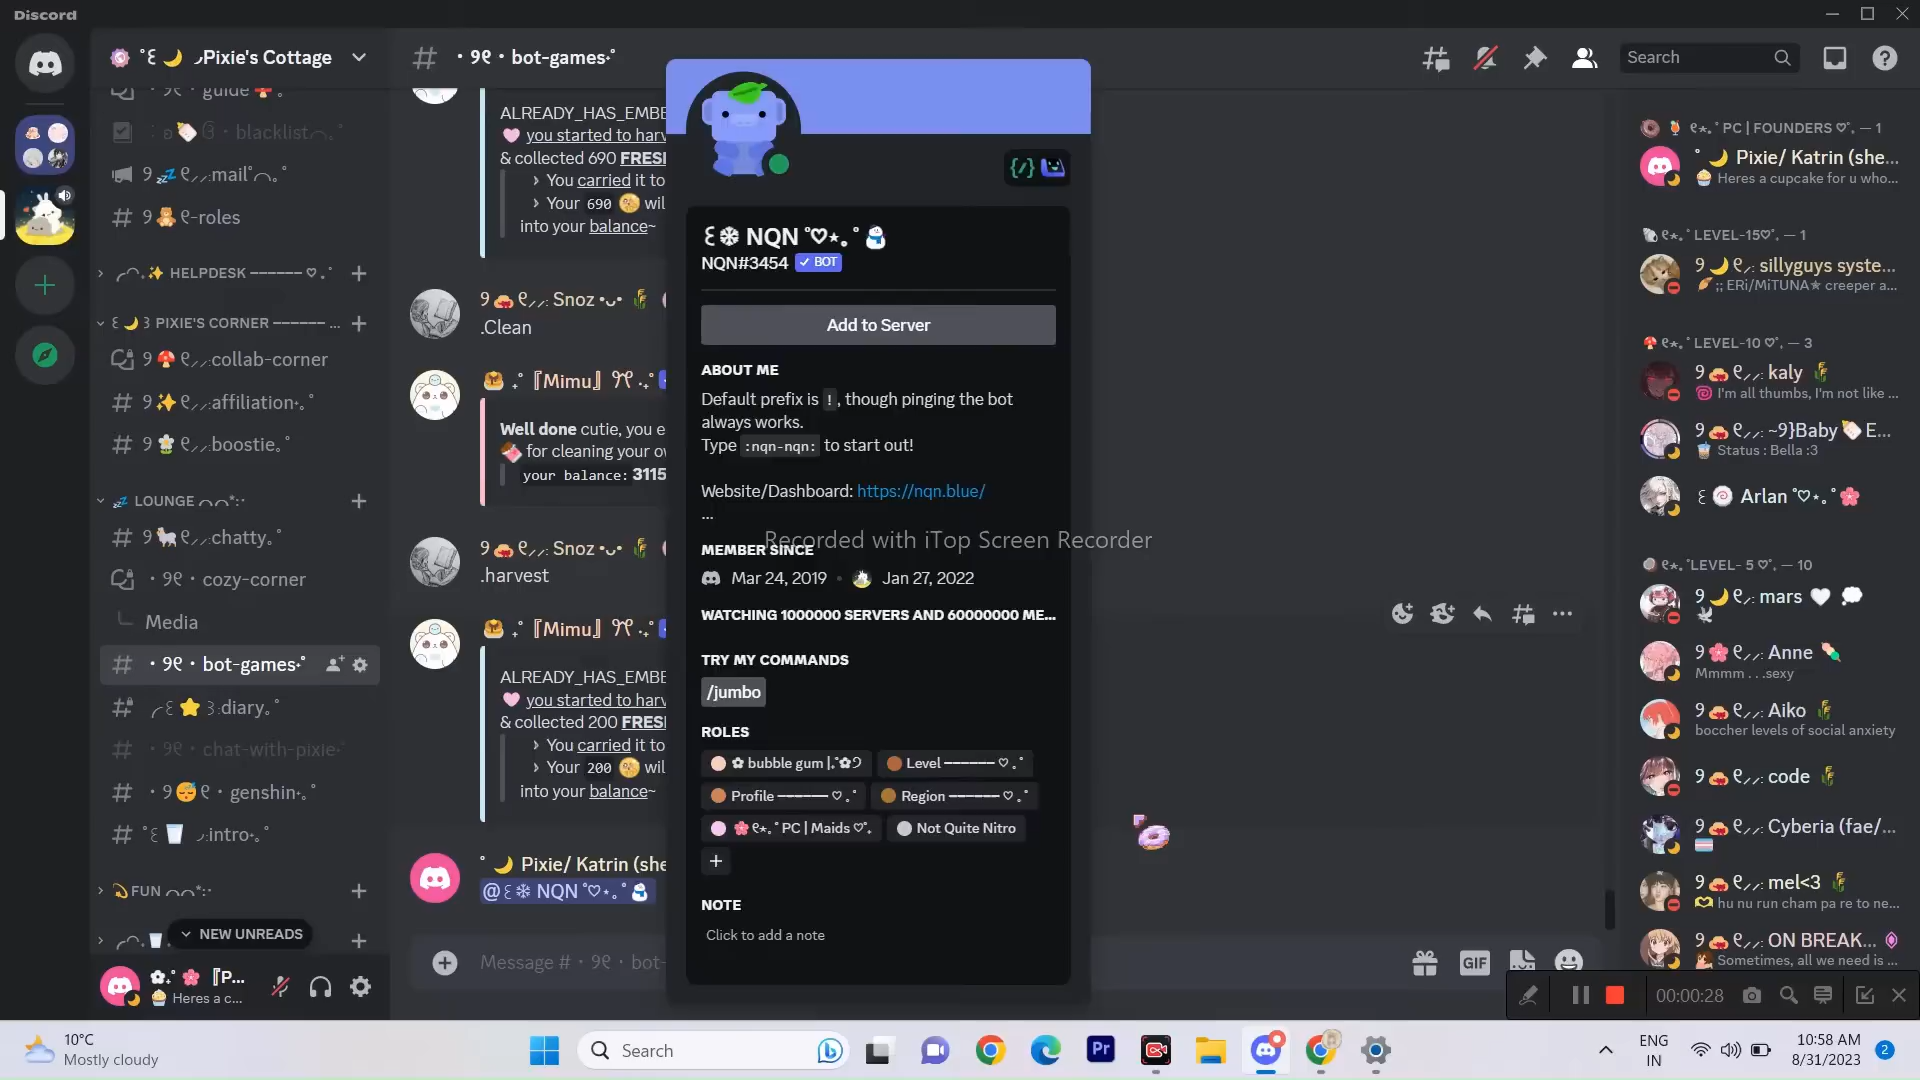 Discord
Pixie's Cottage
guide
blacklist
mail
-roles
HELPDESK
PIXIE'S CORNER
collab-corner
affiliation
boostie
LOUNGE
chatty
cozy-corner
Media
bot-games
diary
chat-with-pixie
genshin
intro
FUN
NEW UNREADS
Heres a c...
bot-games
Search
ALREADY_HAS_EMBE
you started to harv
& collected 690 FRESH
› You carried it to
› Your 690 wil
into your balance~
Snoz
.Clean
『Mimu』
Well done cutie, you e
for cleaning your ow
your balance: 3115
Snoz
.harvest
『Mimu』
ALREADY_HAS_EMBE
you started to harv
& collected 200 FRESH
› You carried it to
› Your 200 wil
into your balance~
Pixie/ Katrin (she
@꒰❄ NQN ˚♡⋆｡˚ ⛄
Message # ・୨୧・bot-
꒰❄ NQN ˚♡⋆｡˚ ⛄
NQN#3454 ✓ BOT
Add to Server
ABOUT ME
Default prefix is !, though pinging the bot
always works.
Type :nqn-nqn: to start out!
Website/Dashboard: https://nqn.blue/
...
Recorded with iTop Screen Recorder
MEMBER SINCE
Mar 24, 2019 • Jan 27, 2022
WATCHING 1000000 SERVERS AND 60000000 ME...
TRY MY COMMANDS
/jumbo
ROLES
bubble gum
Level
Profile
Region
PC | Maids
Not Quite Nitro
NOTE
Click to add a note
GIF
PC | FOUNDERS — 1
Pixie/ Katrin (she...
Heres a cupcake for u who...
LEVEL-15 — 1
sillyguys syste...
;; ERi/MiTUNA★ creeper a...
LEVEL-10 — 3
kaly
I'm all thumbs, I'm not like ...
~9}Baby E...
Status : Bella :3
Arlan
LEVEL- 5 — 10
mars
Anne
Mmmm . . .sexy
Aiko
boccher levels of social anxiety
code
Cyberia (fae/...
mel<3
hu nu run cham pa re to ne...
ON BREAK...
Sometimes, all we need is ...
00:00:28
10°C
Mostly cloudy
Search
Pr
ENG
IN
10:58 AM
8/31/2023
2